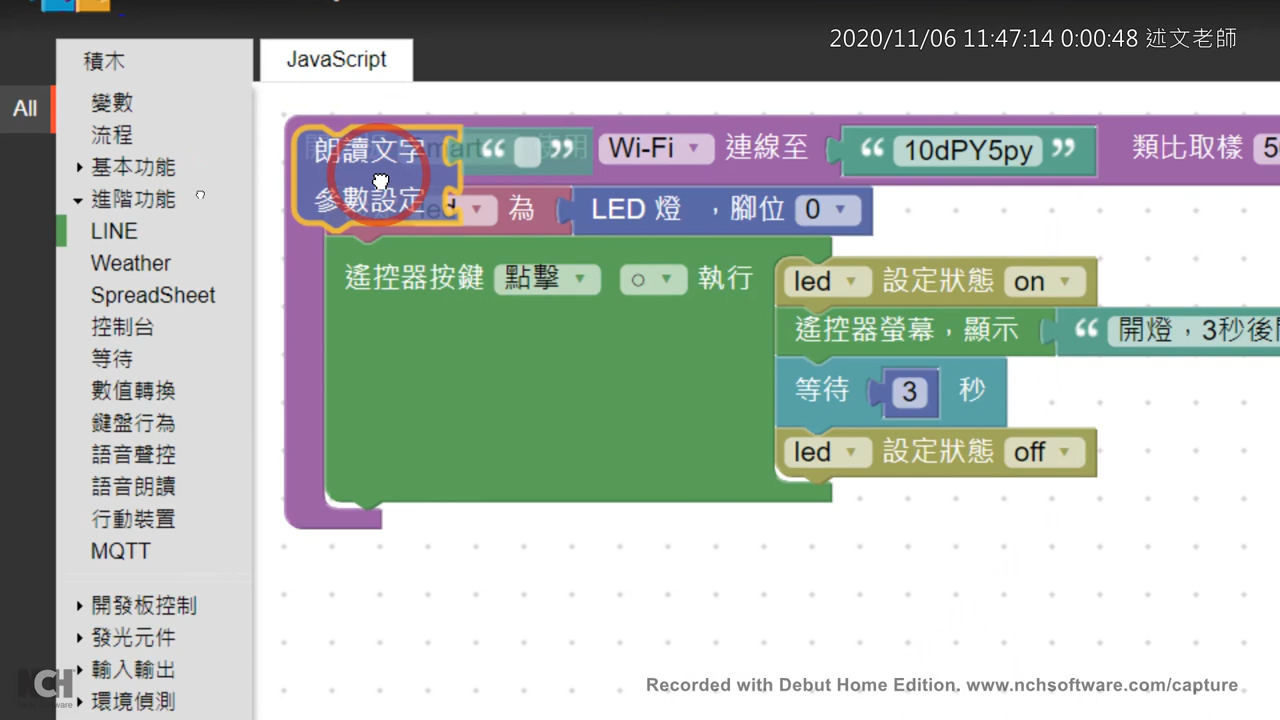 2020/11/06 11:47:14 0:00:48 述文老師
積木
JavaScript
All
變數
流程
基本功能
進階功能
LINE
Weather
SpreadSheet
控制台
等待
數值轉換
鍵盤行為
語音聲控
語音朗讀
行動裝置
MQTT
開發板控制
發光元件
輸入輸出
環境偵測
朗讀文字 “ ” 用 Wi-Fi 連線至 “ 10dPY5py ” 類比取樣
參數設定 為 LED 燈 ，腳位 0
遙控器按鍵 點擊 ○ 執行
led 設定狀態 on
遙控器螢幕，顯示 “ 開燈，3秒後
等待 3 秒
led 設定狀態 off
NCH
Recorded with Debut Home Edition. www.nchsoftware.com/capture